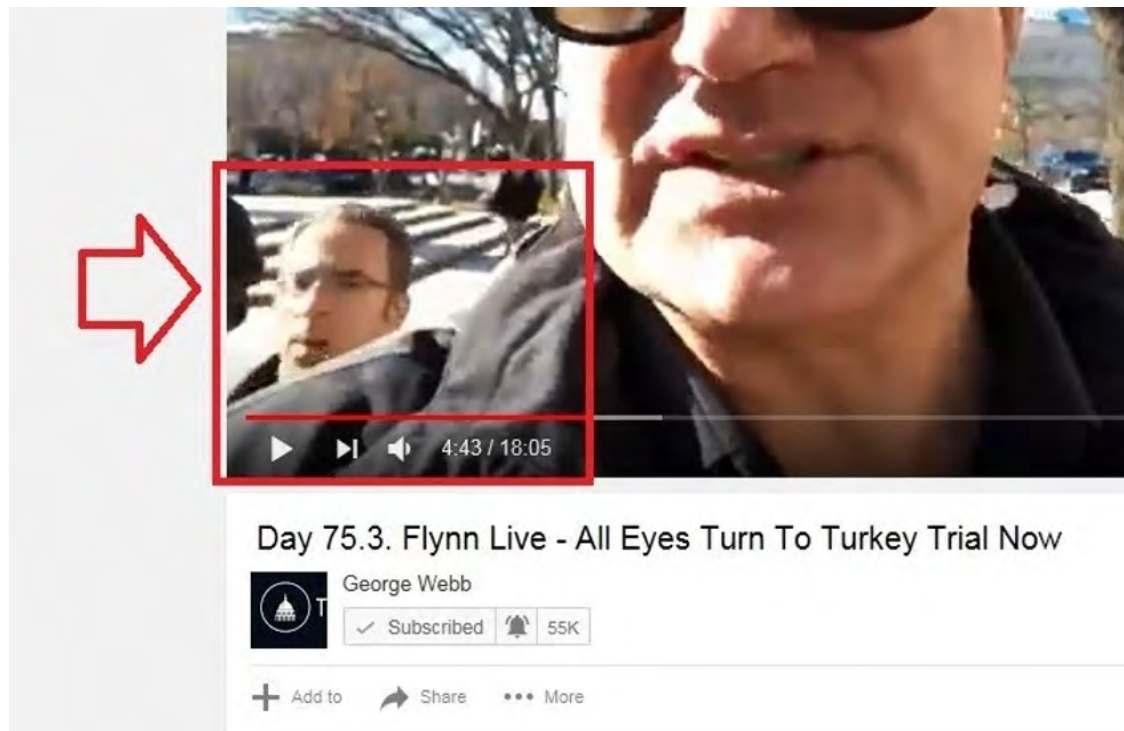 4:43 / 18:05
Day 75.3. Flynn Live - All Eyes Turn To Turkey Trial Now
T
George Webb
Subscribed 55K
Add to Share More